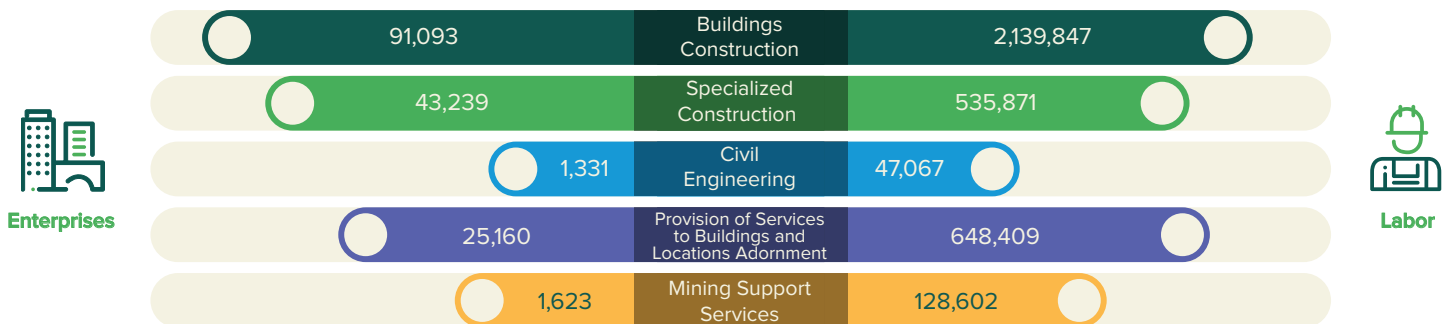 91,093
Buildings
Construction
2,139,847
43,239
Specialized
Construction
535,871
1,331
Civil
Engineering
47,067
Enterprises
25,160
Provision of Services
to Buildings and
Locations Adornment
648,409
Labor
1,623
Mining Support
Services
128,602